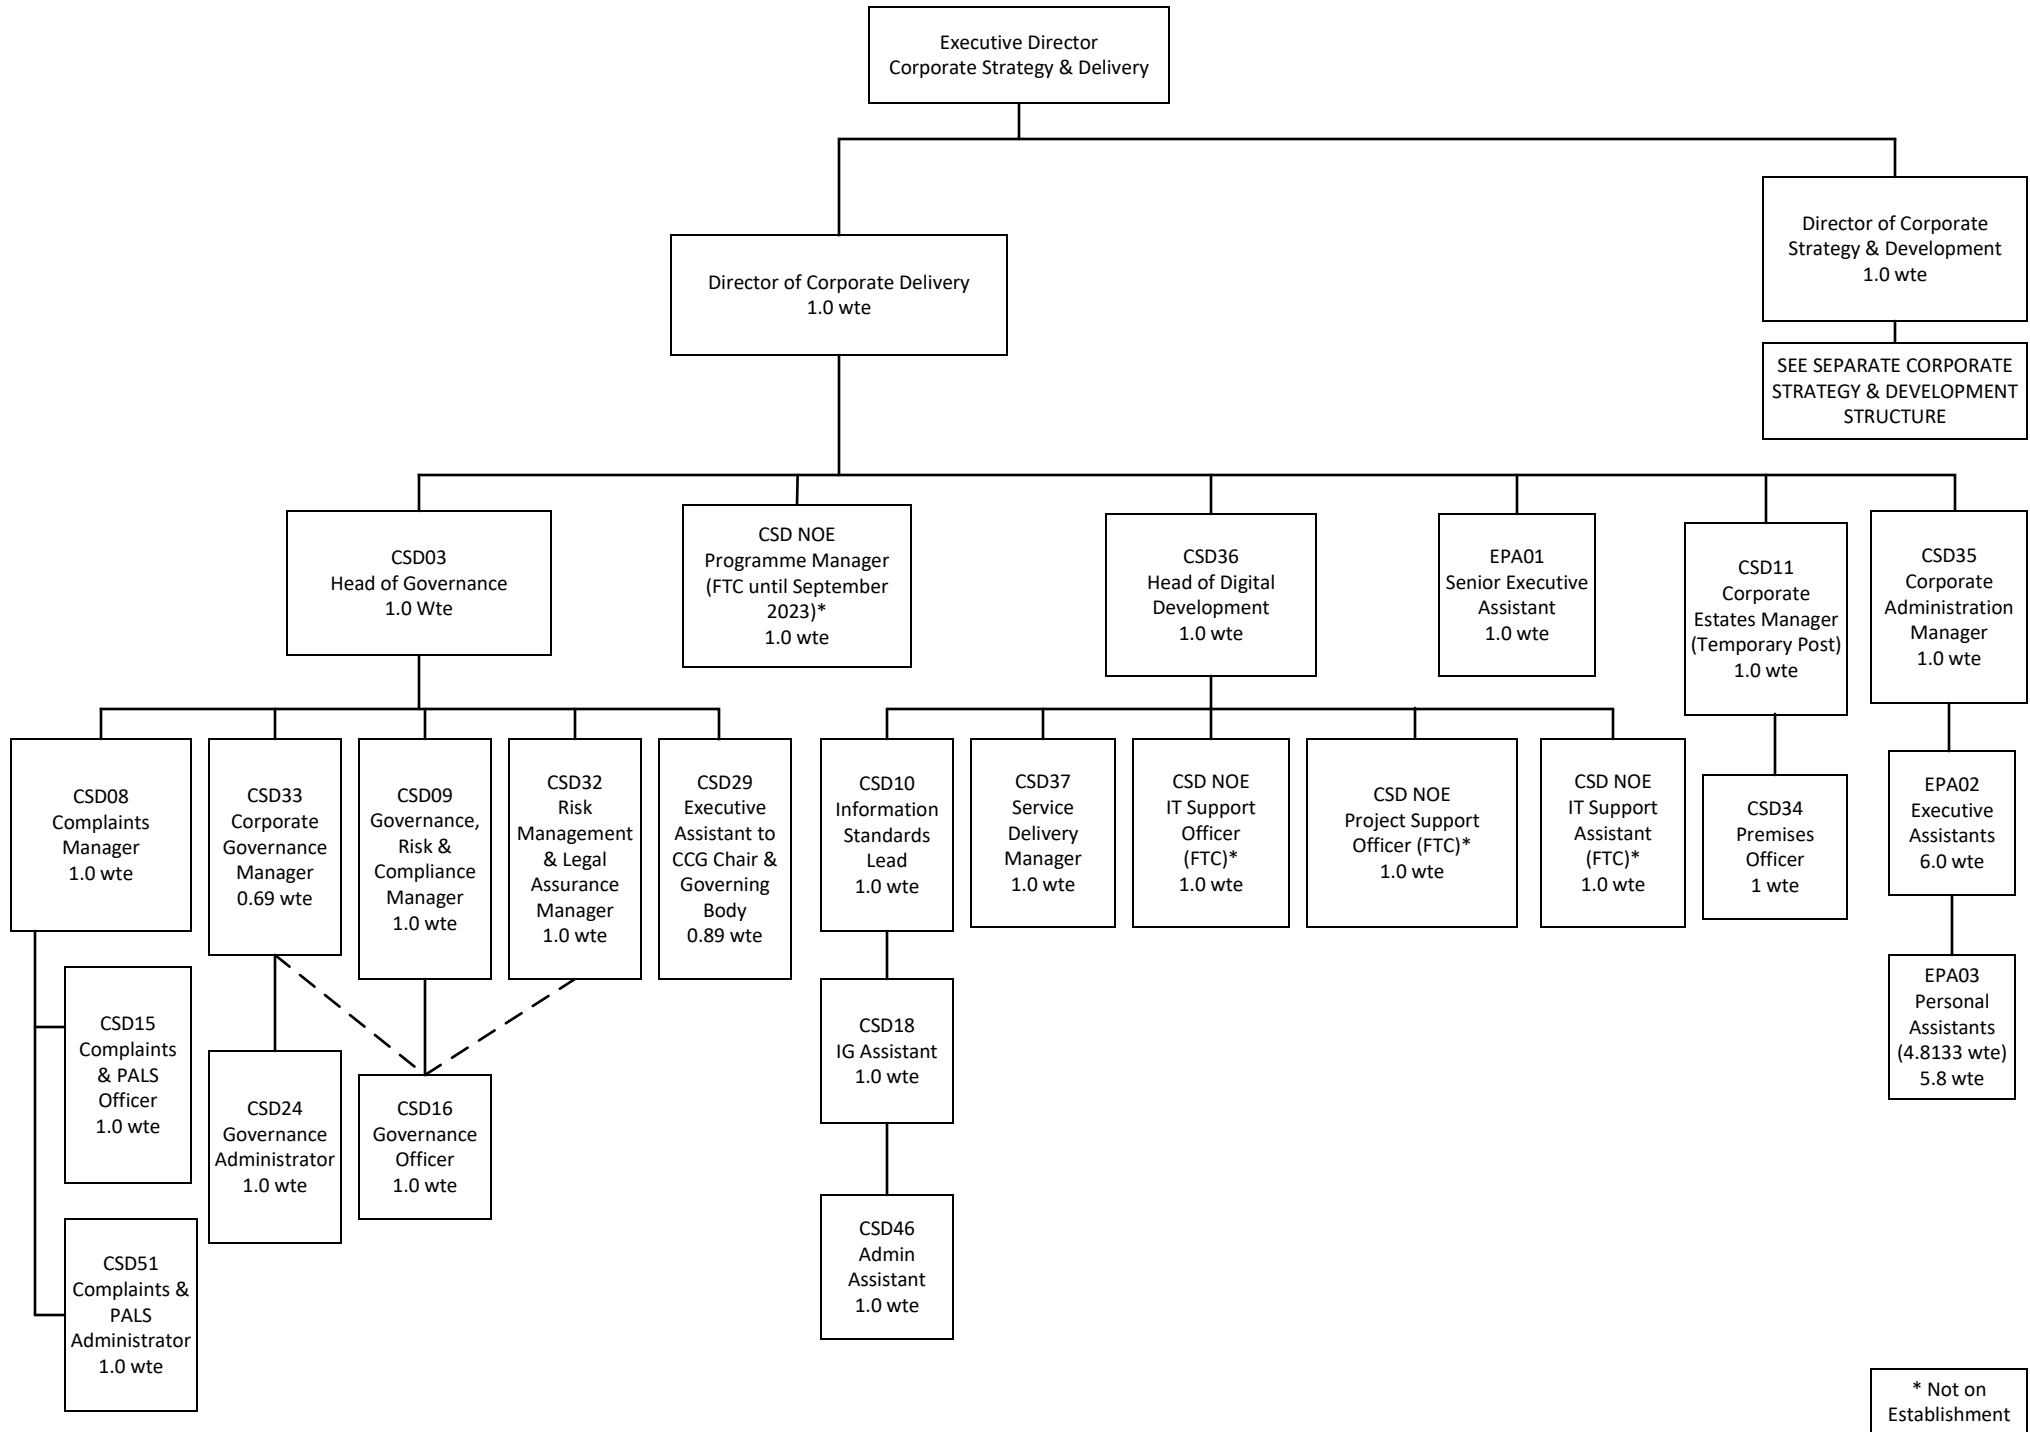 Executive Director
Corporate Strategy & Delivery
Director of Corporate
Strategy & Development
1.0 wte
Director of Corporate Delivery
1.0 wte
SEE SEPARATE CORPORATE
STRATEGY & DEVELOPMENT
STRUCTURE
CSD03
Head of Governance
1.0 Wte
CSD NOE
Programme Manager
(FTC until September
2023)*
1.0 wte
CSD36
Head of Digital
Development
1.0 wte
EPA01
Senior Executive
Assistant
1.0 wte
CSD11
Corporate
Estates Manager
(Temporary Post)
1.0 wte
CSD35
Corporate
Administration
Manager
1.0 wte
CSD08
Complaints
Manager
1.0 wte
CSD33
Corporate
Governance
Manager
0.69 wte
CSD09
Governance,
Risk &
Compliance
Manager
1.0 wte
CSD32
Risk
Management
& Legal
Assurance
Manager
1.0 wte
CSD29
Executive
Assistant to
CCG Chair &
Governing
Body
0.89 wte
CSD10
Information
Standards
Lead
1.0 wte
CSD37
Service
Delivery
Manager
1.0 wte
CSD NOE
IT Support
Officer
(FTC)*
1.0 wte
CSD NOE
Project Support
Officer (FTC)*
1.0 wte
CSD NOE
IT Support
Assistant
(FTC)*
1.0 wte
CSD34
Premises
Officer
1 wte
EPA02
Executive
Assistants
6.0 wte
CSD15
Complaints
& PALS
Officer
1.0 wte
CSD24
Governance
Administrator
1.0 wte
CSD16
Governance
Officer
1.0 wte
CSD18
IG Assistant
1.0 wte
EPA03
Personal
Assistants
(4.8133 wte)
5.8 wte
CSD51
Complaints &
PALS
Administrator
1.0 wte
CSD46
Admin
Assistant
1.0 wte
* Not on
Establishment